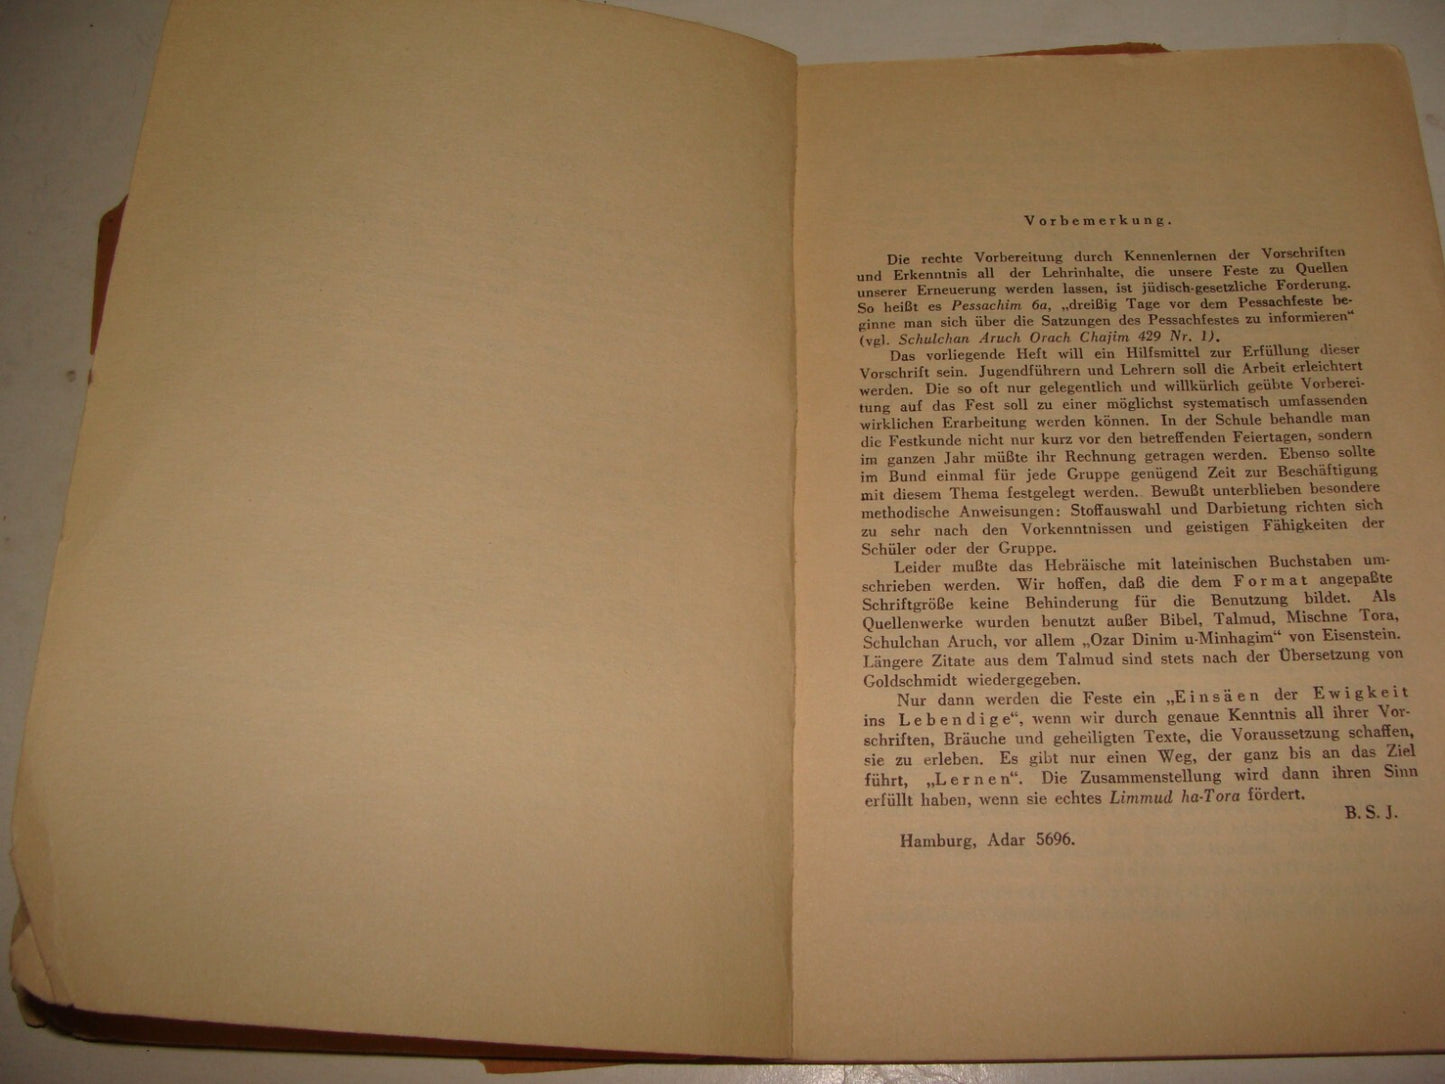 Vorbemerkung.
Die rechte Vorbereitung durch Kennenlernen der Vorschriften
und Erkenntnis all der Lehrinhalte, die unsere Feste zu Quellen
unserer Erneuerung werden lassen, ist jüdisch-gesetzliche Forderung.
So heißt es Pessachim 6a, „dreißig Tage vor dem Pessachfeste be-
ginne man sich über die Satzungen des Pessachfestes zu informieren“
(vgl. Schulchan Aruch Orach Chajim 429 Nr. 1).
Das vorliegende Heft will ein Hilfsmittel zur Erfüllung dieser
Vorschrift sein. Jugendführern und Lehrern soll die Arbeit erleichtert
werden. Die so oft nur gelegentlich und willkürlich geübte Vorberei-
tung auf das Fest soll zu einer möglichst systematisch umfassenden
wirklichen Erarbeitung werden können. In der Schule behandle man
die Festkunde nicht nur kurz vor den betreffenden Feiertagen, sondern
im ganzen Jahr müßte ihr Rechnung getragen werden. Ebenso sollte
im Bund einmal für jede Gruppe genügend Zeit zur Beschäftigung
mit diesem Thema festgelegt werden. Bewußt unterblieben besondere
methodische Anweisungen: Stoffauswahl und Darbietung richten sich
zu sehr nach den Vorkenntnissen und geistigen Fähigkeiten der
Schüler oder der Gruppe.
Leider mußte das Hebräische mit lateinischen Buchstaben um-
schrieben werden. Wir hoffen, daß die dem Format angepaßte
Schriftgröße keine Behinderung für die Benutzung bildet. Als
Quellenwerke wurden benutzt außer Bibel, Talmud, Mischne Tora,
Schulchan Aruch, vor allem „Ozar Dinim u-Minhagim“ von Eisenstein.
Längere Zitate aus dem Talmud sind stets nach der Übersetzung von
Goldschmidt wiedergegeben.
Nur dann werden die Feste ein „Einsäen der Ewigkeit
ins Lebendige“, wenn wir durch genaue Kenntnis all ihrer Vor-
schriften, Bräuche und geheiligten Texte, die Voraussetzung schaffen,
sie zu erleben. Es gibt nur einen Weg, der ganz bis an das Ziel
führt, „Lernen“. Die Zusammenstellung wird dann ihren Sinn
erfüllt haben, wenn sie echtes Limmud ha-Tora fördert.
B. S. J.
Hamburg, Adar 5696.